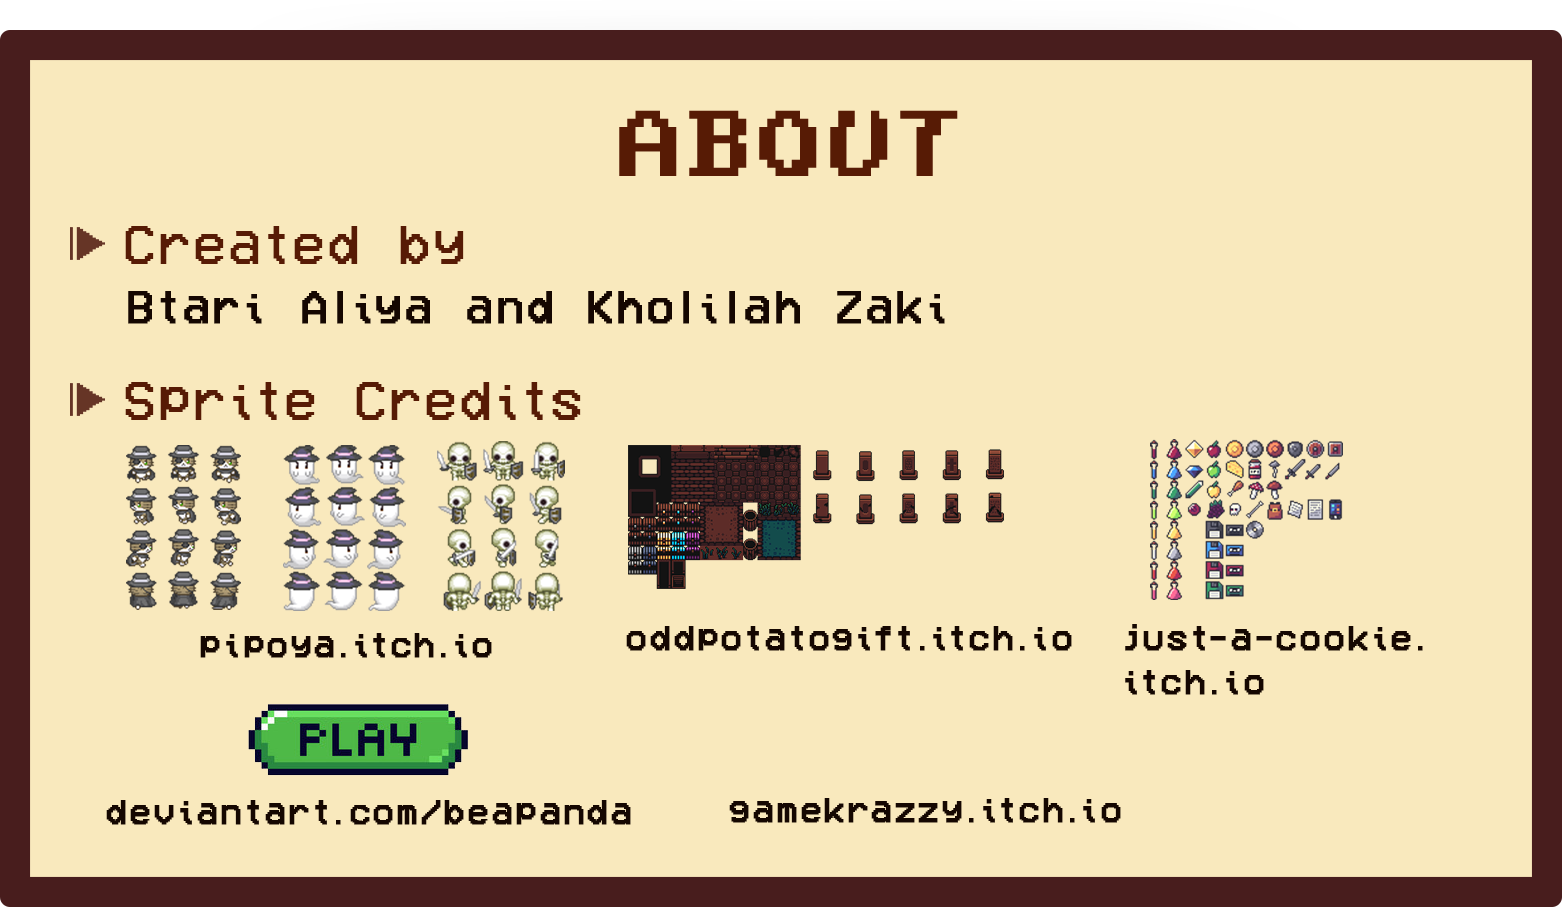 ABOUT
Created by
Btari Aliya and Kholilah Zaki
Sprite Credits
pipoya.itch.io
oddpotatogift.itch.io
just-a-cookie.
itch.io
PLAY
deviantart.com/beapanda
gamekrazzy.itch.io